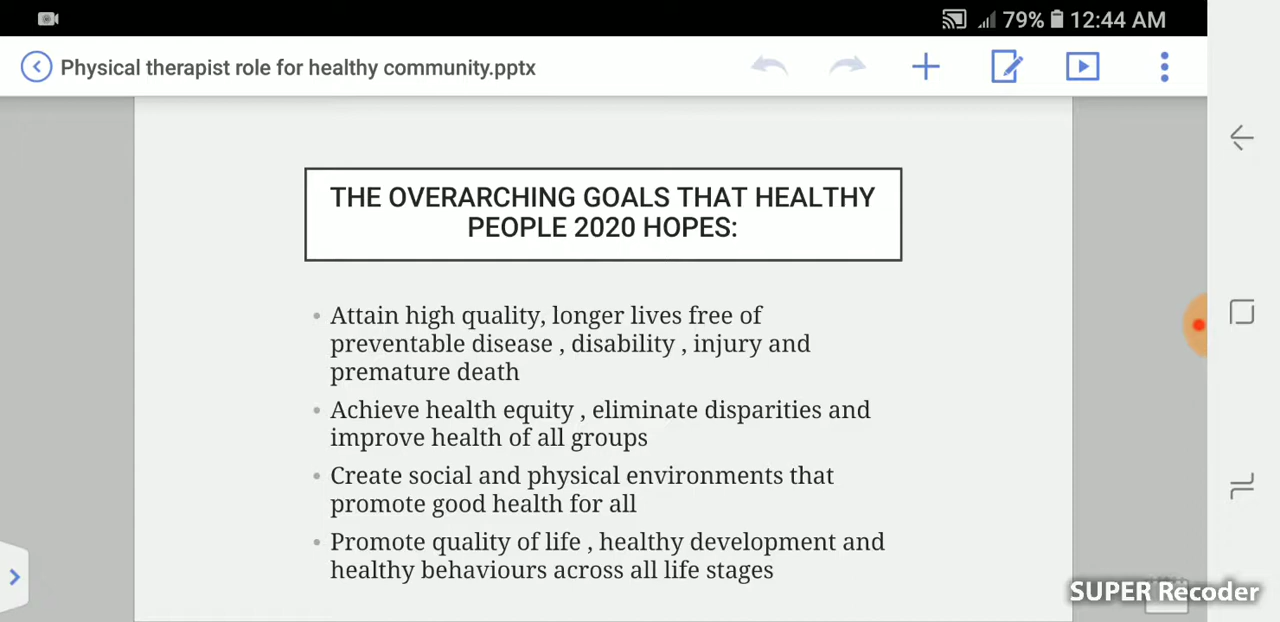 79% 12:44 AM
Physical therapist role for healthy community.pptx
THE OVERARCHING GOALS THAT HEALTHY
PEOPLE 2020 HOPES:
• Attain high quality, longer lives free of
preventable disease , disability , injury and
premature death
• Achieve health equity , eliminate disparities and
improve health of all groups
• Create social and physical environments that
promote good health for all
• Promote quality of life , healthy development and
healthy behaviours across all life stages
SUPER Recoder